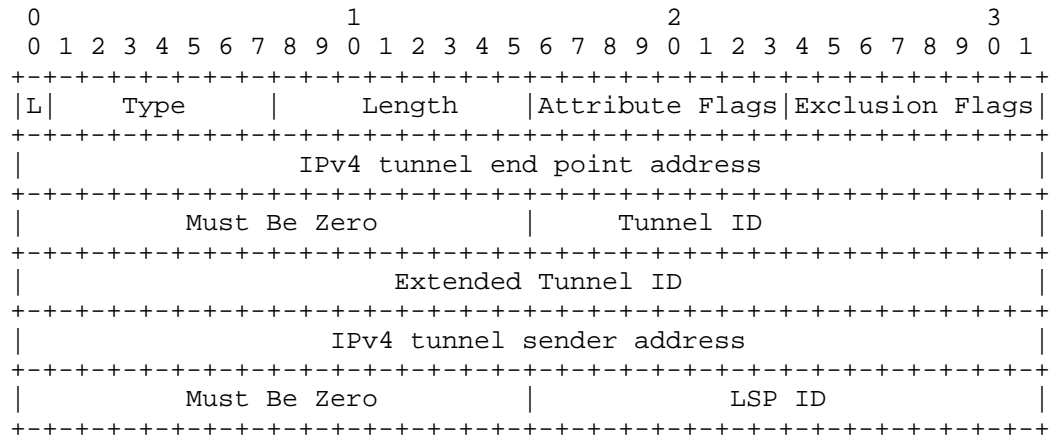 0                   1                   2                   3
 0 1 2 3 4 5 6 7 8 9 0 1 2 3 4 5 6 7 8 9 0 1 2 3 4 5 6 7 8 9 0 1
+-+-+-+-+-+-+-+-+-+-+-+-+-+-+-+-+-+-+-+-+-+-+-+-+-+-+-+-+-+-+-+-+
|L|    Type     |     Length    |Attribute Flags|Exclusion Flags|
+-+-+-+-+-+-+-+-+-+-+-+-+-+-+-+-+-+-+-+-+-+-+-+-+-+-+-+-+-+-+-+-+
|                 IPv4 tunnel end point address                 |
+-+-+-+-+-+-+-+-+-+-+-+-+-+-+-+-+-+-+-+-+-+-+-+-+-+-+-+-+-+-+-+-+
|          Must Be Zero         |      Tunnel ID                |
+-+-+-+-+-+-+-+-+-+-+-+-+-+-+-+-+-+-+-+-+-+-+-+-+-+-+-+-+-+-+-+-+
|                       Extended Tunnel ID                      |
+-+-+-+-+-+-+-+-+-+-+-+-+-+-+-+-+-+-+-+-+-+-+-+-+-+-+-+-+-+-+-+-+
|                   IPv4 tunnel sender address                  |
+-+-+-+-+-+-+-+-+-+-+-+-+-+-+-+-+-+-+-+-+-+-+-+-+-+-+-+-+-+-+-+-+
|          Must Be Zero         |            LSP ID             |
+-+-+-+-+-+-+-+-+-+-+-+-+-+-+-+-+-+-+-+-+-+-+-+-+-+-+-+-+-+-+-+-+